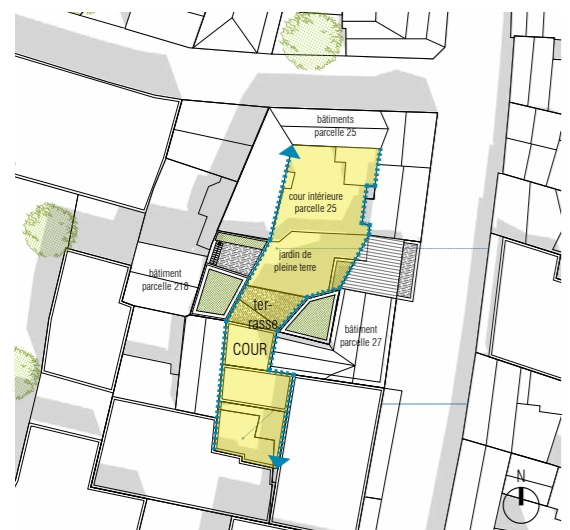 bâtiments
parcelle 25
cour intérieure
parcelle 25
jardin de
pleine terre
bâtiment
parcelle 218
ter-
rasse
bâtiment
parcelle 27
COUR
N